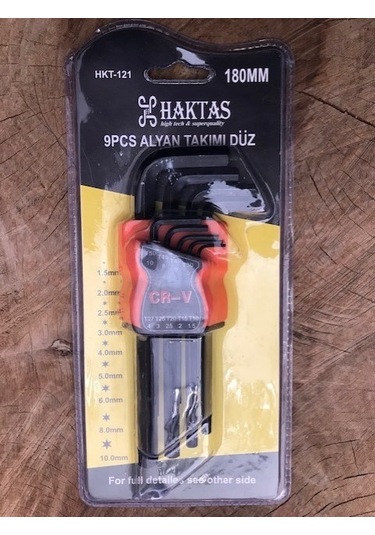 HKT-121
180MM
HAKTAS
high tech & superquality
9PCS ALYAN TAKIMI DÜZ
CR-V
1.5mm
2.0mm
2.5mm
3.0mm
4.0mm
5.0mm
6.0mm
8.0mm
10.0mm
For full detailes see other side